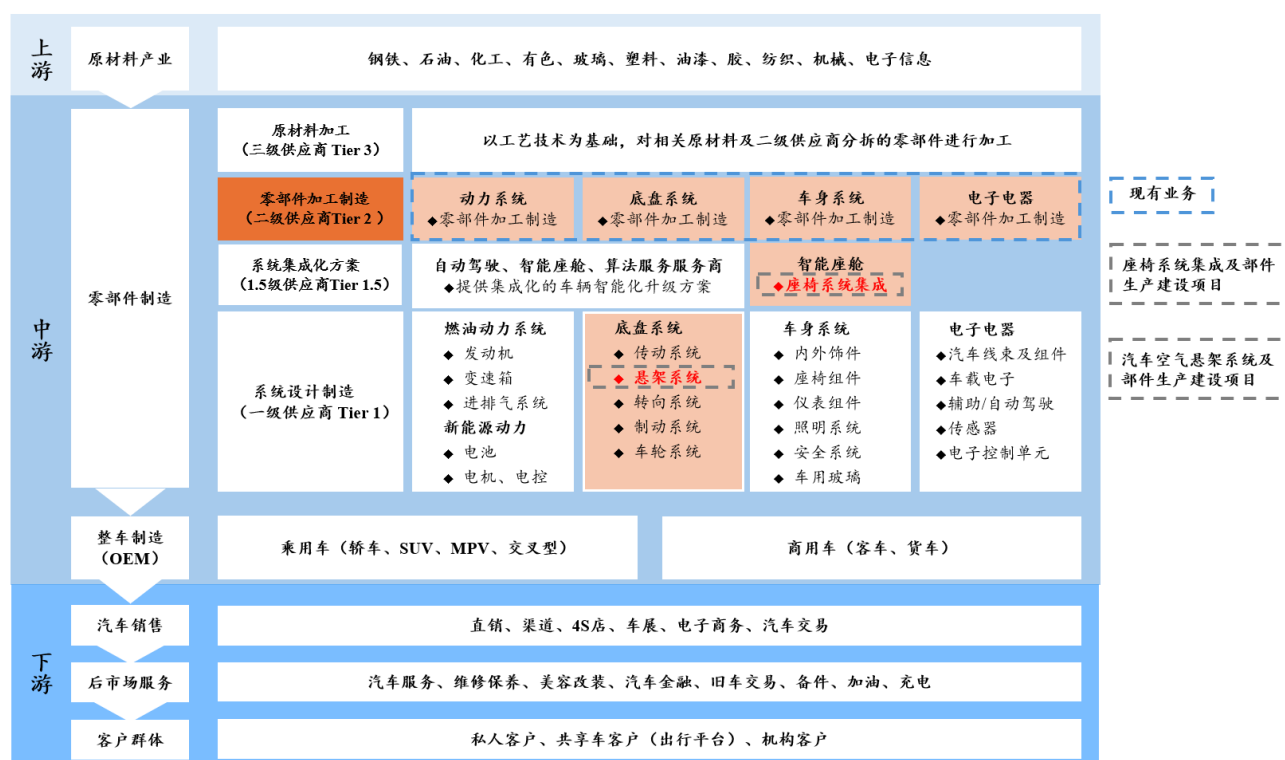 上游
原材料产业
钢铁、石油、化工、有色、玻璃、塑料、油漆、胶、纺织、机械、电子信息
中游
零部件制造
原材料加工
（三级供应商 Tier 3）
以工艺技术为基础，对相关原材料及二级供应商分拆的零部件进行加工
零部件加工制造
（二级供应商Tier 2 ）
动力系统
◆零部件加工制造
底盘系统
◆零部件加工制造
车身系统
◆零部件加工制造
电子电器
◆零部件加工制造
现有业务
系统集成化方案
（1.5级供应商 Tier 1.5）
自动驾驶、智能座舱、算法服务服务商
◆提供集成化的车辆智能化升级方案
智能座舱
◆座椅系统集成
座椅系统集成及部件
生产建设项目
系统设计制造
（一级供应商 Tier 1）
燃油动力系统
◆ 发动机
◆ 变速箱
◆ 进排气系统
新能源动力
◆ 电池
◆ 电机、电控
底盘系统
◆ 传动系统
◆ 悬架系统
◆ 转向系统
◆ 制动系统
◆ 车轮系统
车身系统
◆ 内外饰件
◆ 座椅组件
◆ 仪表组件
◆ 照明系统
◆ 安全系统
◆ 车用玻璃
电子电器
◆汽车线束及组件
◆车载电子
◆辅助/自动驾驶
◆传感器
◆电子控制单元
汽车空气悬架系统及
部件生产建设项目
整车制造
（OEM）
乘用车（轿车、SUV、MPV、交叉型）
商用车（客车、货车）
下游
汽车销售
直销、渠道、4S店、车展、电子商务、汽车交易
后市场服务
汽车服务、维修保养、美容改装、汽车金融、旧车交易、备件、加油、充电
客户群体
私人客户、共享车客户（出行平台）、机构客户